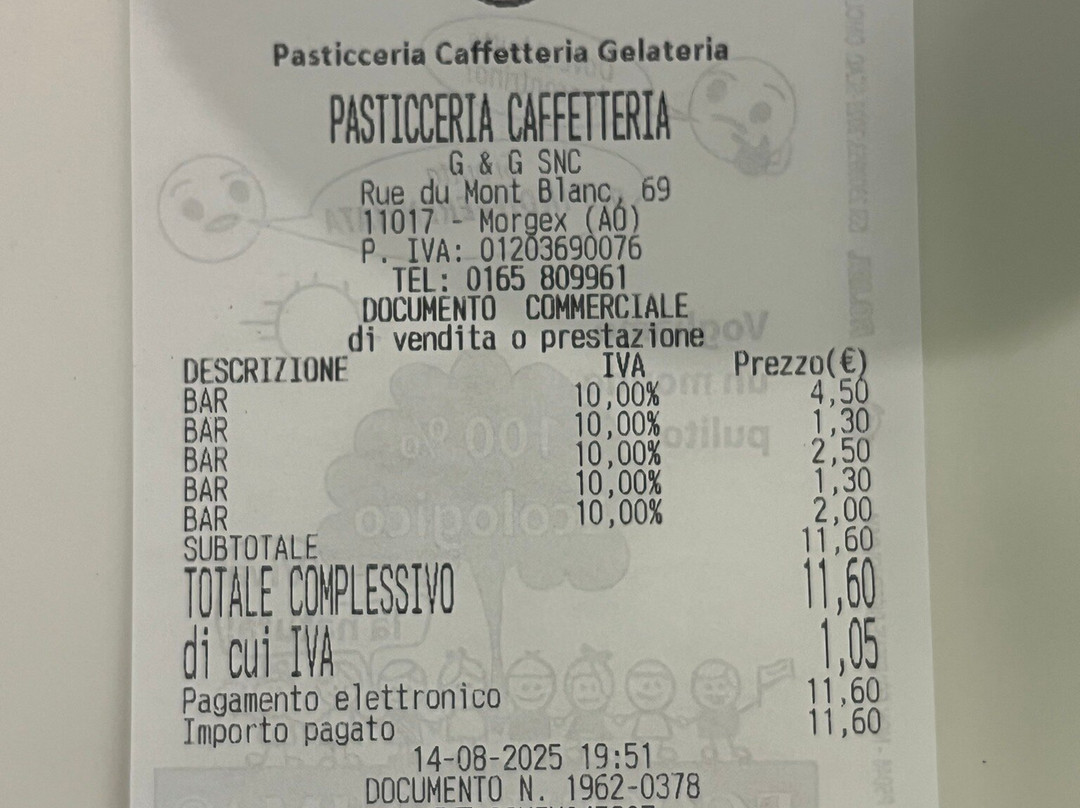 Pasticceria Caffetteria Gelateria
PASTICCERIA CAFFETTERIA
G & G SNC
Rue du Mont Blanc, 69
11017 - Morgex (AO)
P. IVA: 01203690076
TEL: 0165 809961
DOCUMENTO COMMERCIALE
di vendita o prestazione
DESCRIZIONE IVA Prezzo(€)
BAR 10,00% 4,50
BAR 10,00% 1,30
BAR 10,00% 2,50
BAR 10,00% 1,30
BAR 10,00% 2,00
SUBTOTALE 11,60
TOTALE COMPLESSIVO 11,60
di cui IVA 1,05
Pagamento elettronico 11,60
Importo pagato 11,60
14-08-2025 19:51
DOCUMENTO N. 1962-0378